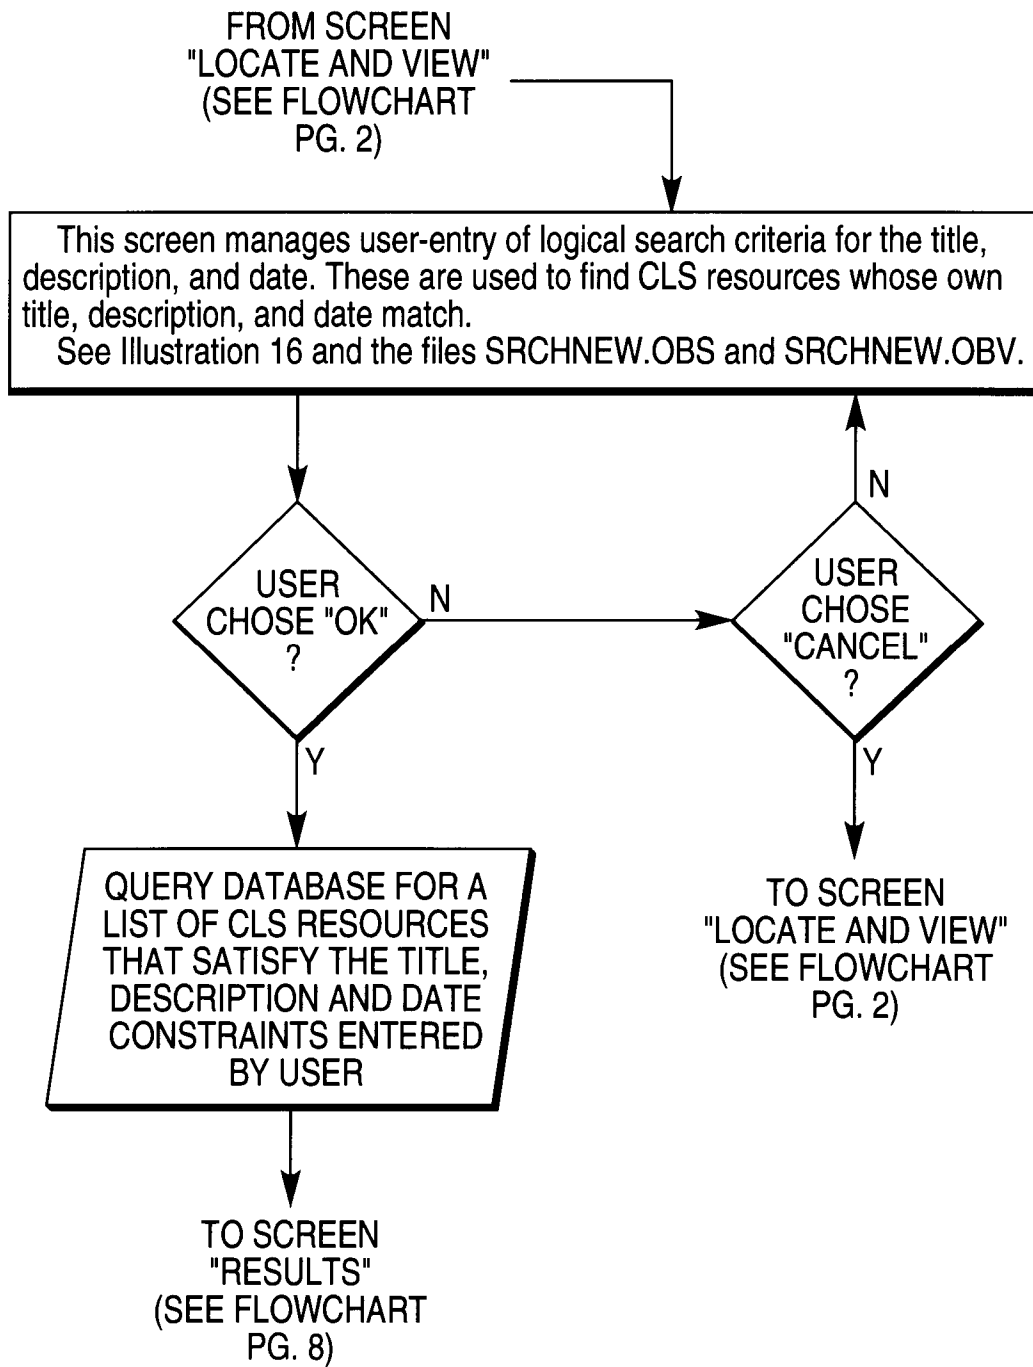 FROM SCREEN
"LOCATE AND VIEW"
(SEE FLOWCHART
PG. 2)
This screen manages user-entry of logical search criteria for the title,
description, and date. These are used to find CLS resources whose own
title, description, and date match.
See Illustration 16 and the files SRCHNEW.OBS and SRCHNEW.OBV.
USER
CHOSE "OK"
?
N
Y
N
USER
CHOSE
"CANCEL"
?
Y
QUERY DATABASE FOR A
LIST OF CLS RESOURCES
THAT SATISFY THE TITLE,
DESCRIPTION AND DATE
CONSTRAINTS ENTERED
BY USER
TO SCREEN
"LOCATE AND VIEW"
(SEE FLOWCHART
PG. 2)
TO SCREEN
"RESULTS"
(SEE FLOWCHART
PG. 8)